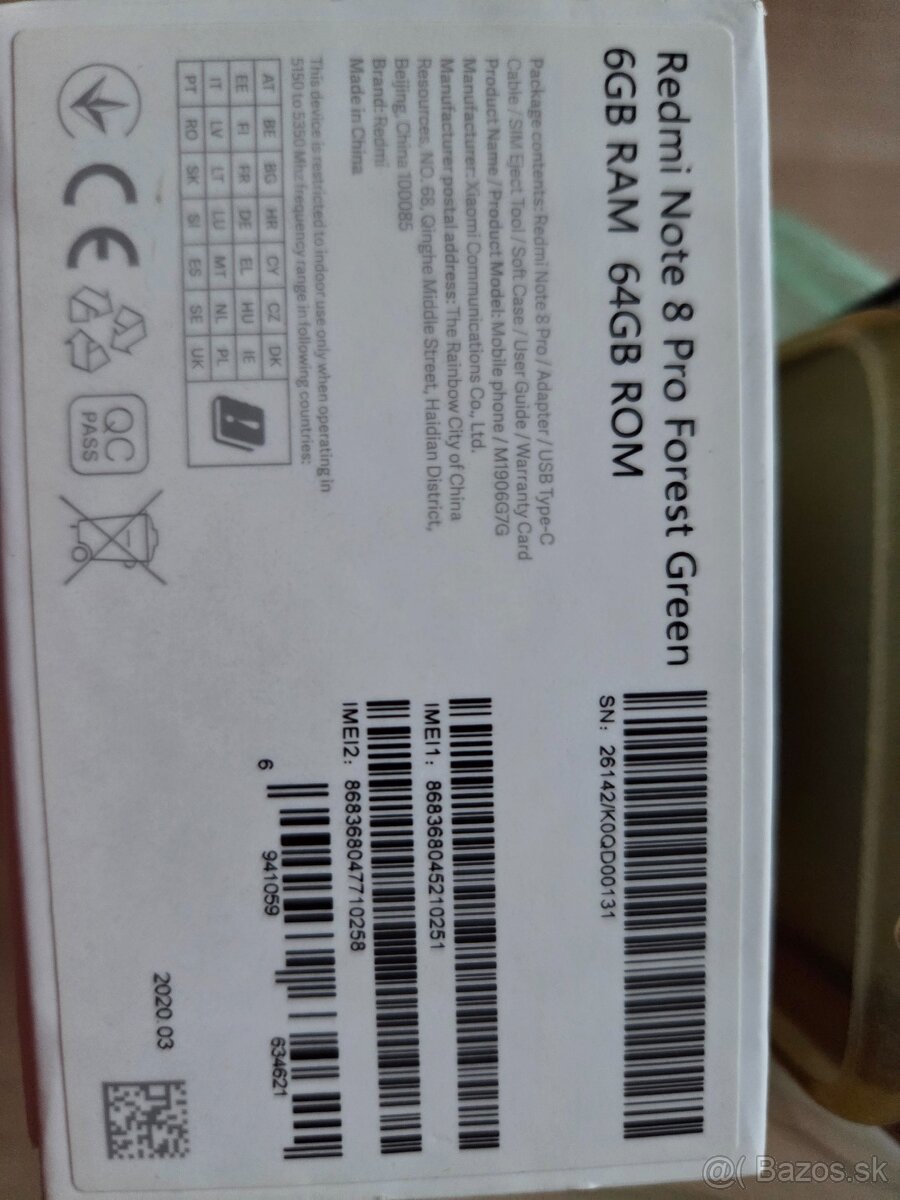 Redmi Note 8 Pro Forest Green
6GB RAM 64GB ROM
SN: 26142/K0QD00131
Package contents: Redmi Note 8 Pro / Adapter / USB Type-C
Cable / SIM Eject Tool / Soft Case / User Guide / Warranty Card
Product Name / Product Model: Mobile phone / M1906G7G
Manufacturer: Xiaomi Communications Co., Ltd.
Manufacturer postal address: The Rainbow City of China
Resources, NO. 68, Qinghe Middle Street, Haidian District,
Beijing, China 100085
Brand: Redmi
Made in China
IMEI1: 868368045210251
IMEI2: 868368047710258
This device is restricted to indoor use only when operating in
5150 to 5350 Mhz frequency range in following countries:
AT BE BG HR CY CZ DK
EE FI FR DE EL HU IE
IT LV LT LU MT NL PL
PT RO SK SI ES SE UK
6 941059 634621
CE
QC
PASS
2020.03
@( Bazos.sk